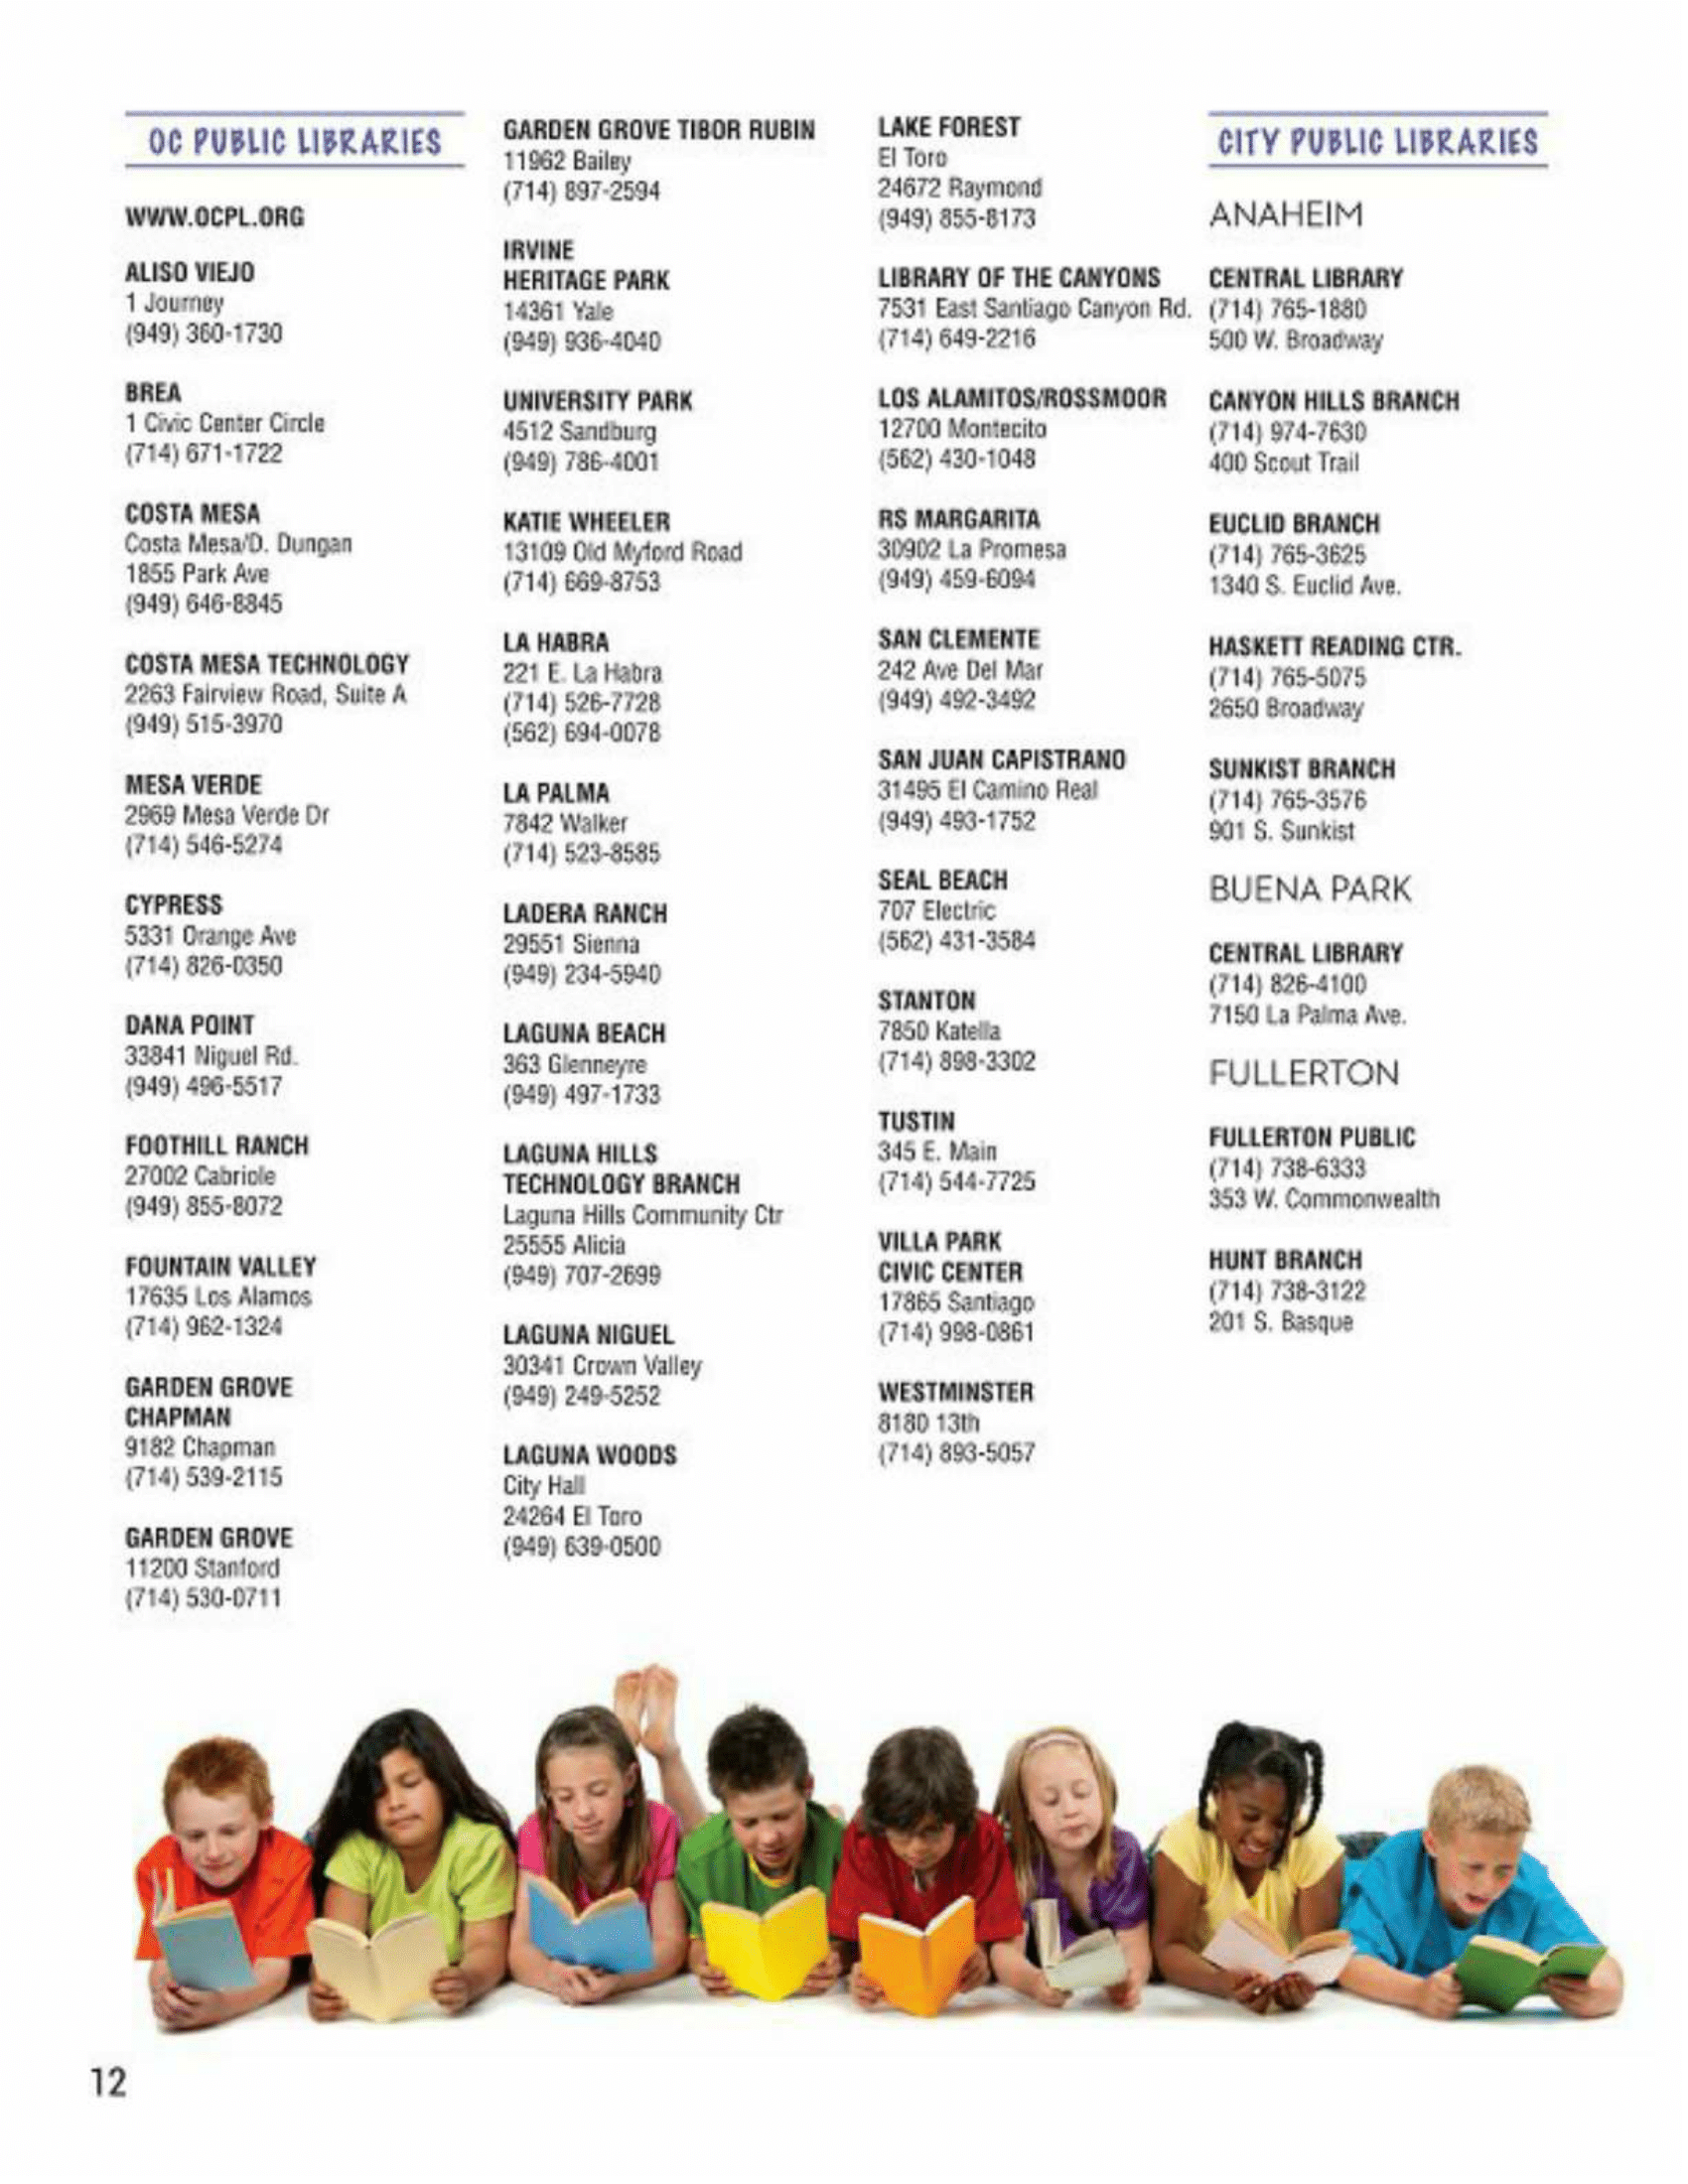 OC PUBLIC LIBRARIES
WWW.OCPL.ORG
ALISO VIEJO
1 Journey
(949) 360-1730
BREA
1 Civic Center Circle
(714) 671-1722
COSTA MESA
Costa Mesa/D. Dungan
1855 Park Ave
(949) 646-8845
COSTA MESA TECHNOLOGY
2263 Fairview Road, Suite A
(949) 515-3970
MESA VERDE
2969 Mesa Verde Dr
(714) 546-5274
CYPRESS
5331 Orange Ave
(714) 826-0350
DANA POINT
33841 Niguel Rd.
(949) 496-5517
FOOTHILL RANCH
27002 Cabriole
(949) 855-8072
FOUNTAIN VALLEY
17635 Los Alamos
(714) 962-1324
GARDEN GROVE
CHAPMAN
9182 Chapman
(714) 539-2115
GARDEN GROVE
11200 Stanford
(714) 530-0711
GARDEN GROVE TIBOR RUBIN
11962 Bailey
(714) 897-2594
IRVINE
HERITAGE PARK
14361 Yale
(949) 936-4040
UNIVERSITY PARK
4512 Sandburg
(949) 786-4001
KATIE WHEELER
13109 Old Myford Road
(714) 669-8753
LA HABRA
221 E. La Habra
(714) 526-7728
(562) 694-0078
LA PALMA
7842 Walker
(714) 523-8585
LADERA RANCH
29551 Sienna
(949) 234-5940
LAGUNA BEACH
363 Glenneyre
(949) 497-1733
LAGUNA HILLS
TECHNOLOGY BRANCH
Laguna Hills Community Ctr
25555 Alicia
(949) 707-2699
LAGUNA NIGUEL
30341 Crown Valley
(949) 249-5252
LAGUNA WOODS
City Hall
24264 El Toro
(949) 639-0500
LAKE FOREST
El Toro
24672 Raymond
(949) 855-8173
LIBRARY OF THE CANYONS
7531 East Santiago Canyon Rd.
(714) 649-2216
LOS ALAMITOS/ROSSMOOR
12700 Montecito
(562) 430-1048
RS MARGARITA
30902 La Promesa
(949) 459-6094
SAN CLEMENTE
242 Ave Del Mar
(949) 492-3492
SAN JUAN CAPISTRANO
31495 El Camino Real
(949) 493-1752
SEAL BEACH
707 Electric
(562) 431-3584
STANTON
7850 Katella
(714) 898-3302
TUSTIN
345 E. Main
(714) 544-7725
VILLA PARK
CIVIC CENTER
17865 Santiago
(714) 998-0861
WESTMINSTER
8180 13th
(714) 893-5057
CITY PUBLIC LIBRARIES
ANAHEIM
CENTRAL LIBRARY
(714) 765-1880
500 W. Broadway
CANYON HILLS BRANCH
(714) 974-7630
400 Scout Trail
EUCLID BRANCH
(714) 765-3625
1340 S. Euclid Ave.
HASKETT READING CTR.
(714) 765-5075
2650 Broadway
SUNKIST BRANCH
(714) 765-3576
901 S. Sunkist
BUENA PARK
CENTRAL LIBRARY
(714) 826-4100
7150 La Palma Ave.
FULLERTON
FULLERTON PUBLIC
(714) 738-6333
353 W. Commonwealth
HUNT BRANCH
(714) 738-3122
201 S. Basque
12